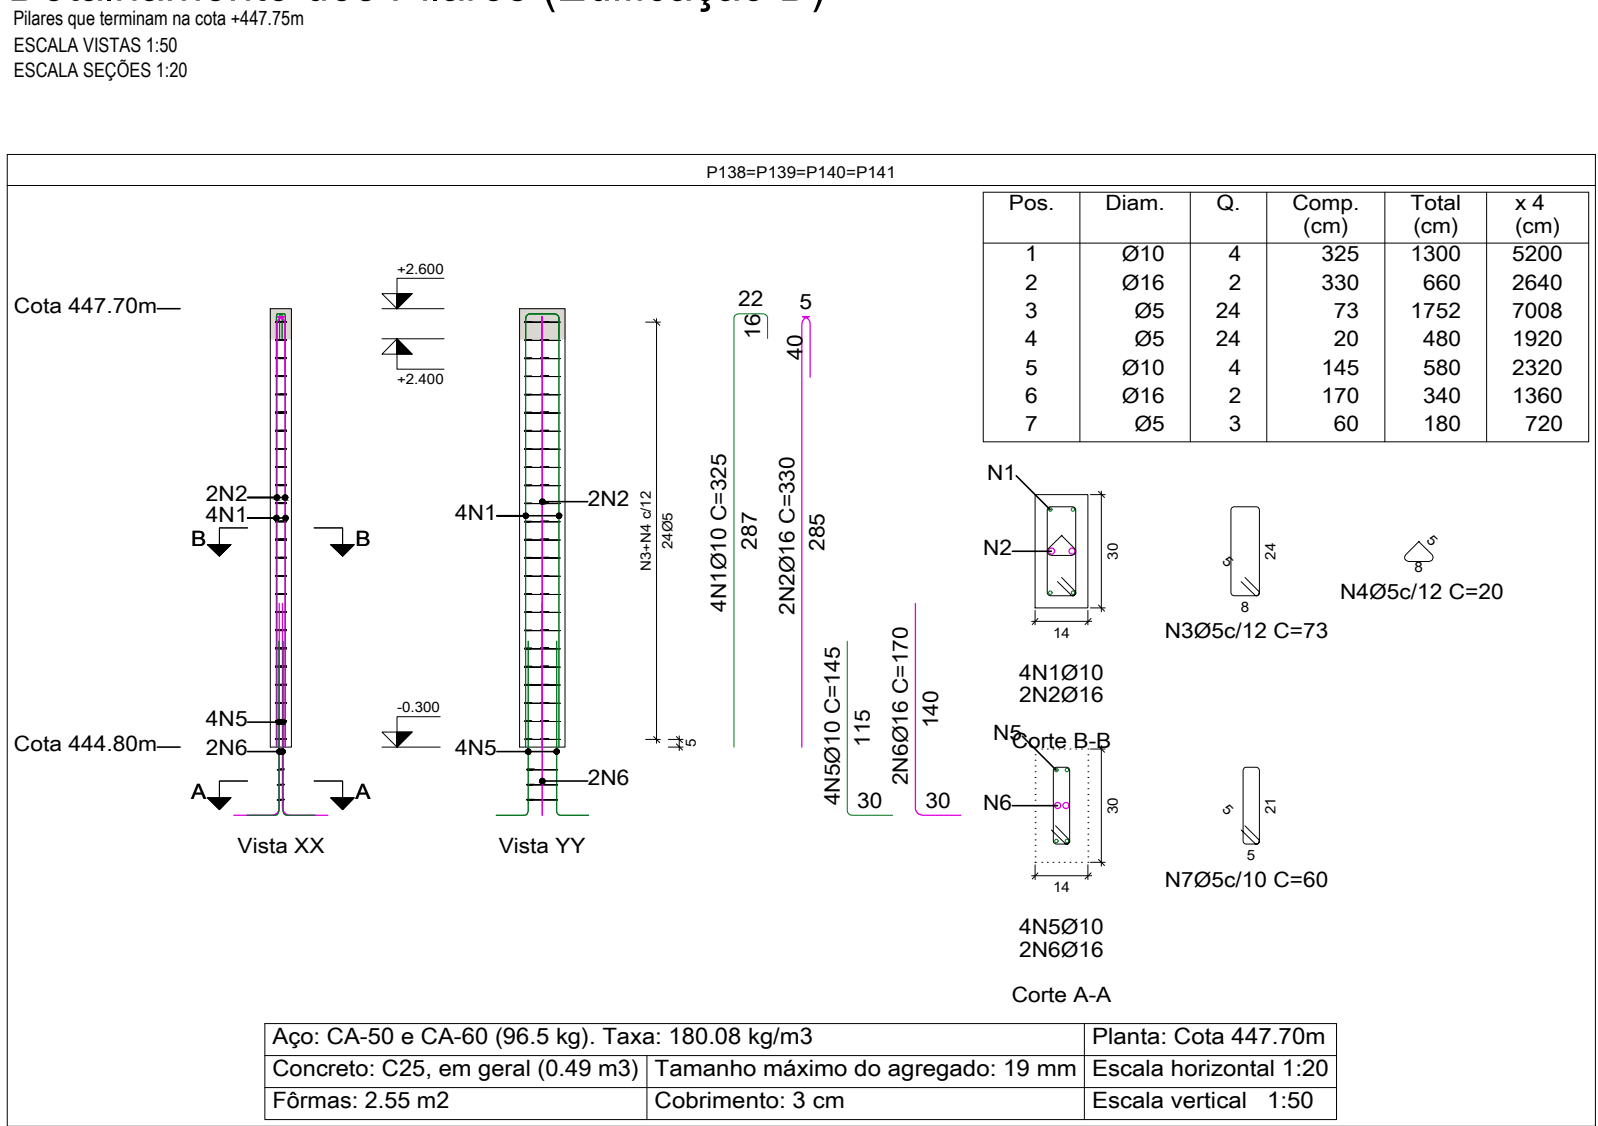 Pilares que terminam na cota +447.75m
ESCALA VISTAS 1:50
ESCALA SEÇÕES 1:20
P138=P139=P140=P141
Pos. Diam. Q. Comp. (cm) Total (cm) x 4 (cm)
1 Ø10 4 325 1300 5200
2 Ø16 2 330 660 2640
3 Ø5 24 73 1752 7008
4 Ø5 24 20 480 1920
5 Ø10 4 145 580 2320
6 Ø16 2 170 340 1360
7 Ø5 3 60 180 720
Cota 447.70m
+2.600
+2.400
2N2
4N1
B B
4N5
Cota 444.80m
2N6
A A
Vista XX
-0.300
4N1
2N2
4N5
2N6
Vista YY
N3+N4 c/12
24Ø5
5
22
16
4N1Ø10 C=325
287
5
40
2N2Ø16 C=330
285
4N5Ø10 C=145
115
30
2N6Ø16 C=170
140
30
N1
N2
30
14
4N1Ø10
2N2Ø16
Corte B-B
5
24
8
N3Ø5c/12 C=73
5
8
N4Ø5c/12 C=20
N5
N6
30
14
4N5Ø10
2N6Ø16
Corte A-A
5
21
5
N7Ø5c/10 C=60
Aço: CA-50 e CA-60 (96.5 kg). Taxa: 180.08 kg/m3 Planta: Cota 447.70m
Concreto: C25, em geral (0.49 m3) Tamanho máximo do agregado: 19 mm Escala horizontal 1:20
Fôrmas: 2.55 m2 Cobrimento: 3 cm Escala vertical 1:50